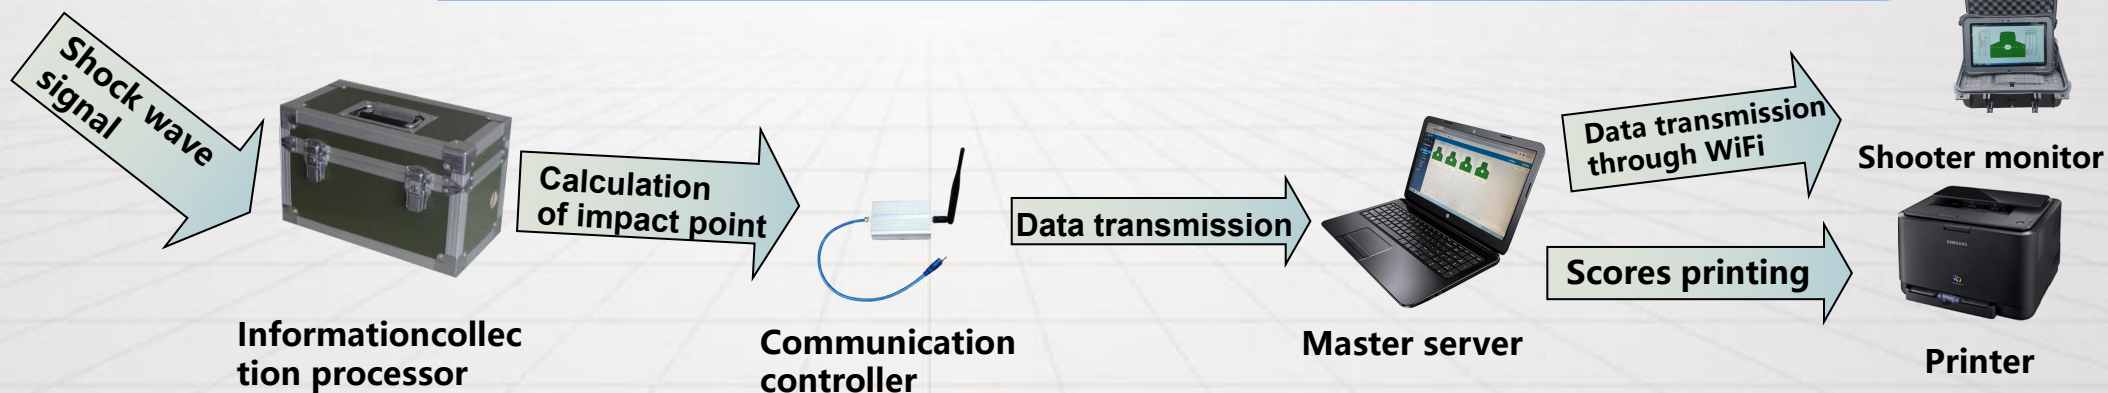 Shock wave
signal
Calculation
of impact point
Data transmission
Data transmission
through WiFi
Scores printing
Shooter monitor
SAMSUNG
Informationcollec
tion processor
Communication
controller
Master server
Printer